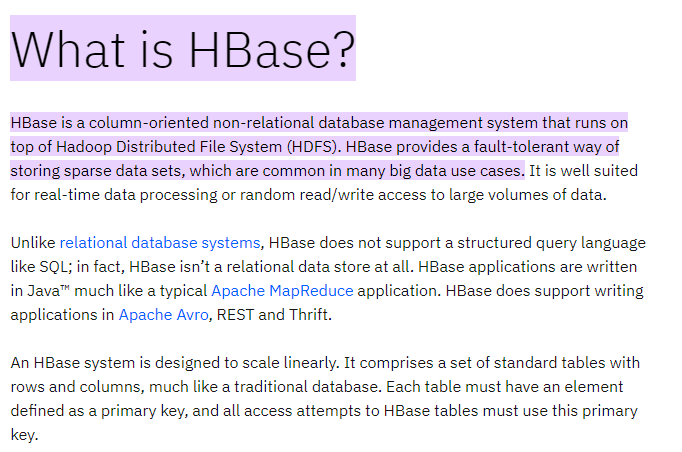 What is HBase?
HBase is a column-oriented non-relational database management system that runs on
top of Hadoop Distributed File System (HDFS). HBase provides a fault-tolerant way of
storing sparse data sets, which are common in many big data use cases. It is well suited
for real-time data processing or random read/write access to large volumes of data.
Unlike relational database systems, HBase does not support a structured query language
like SQL; in fact, HBase isn’t a relational data store at all. HBase applications are written
in Java™ much like a typical Apache MapReduce application. HBase does support writing
applications in Apache Avro, REST and Thrift.
An HBase system is designed to scale linearly. It comprises a set of standard tables with
rows and columns, much like a traditional database. Each table must have an element
defined as a primary key, and all access attempts to HBase tables must use this primary
key.